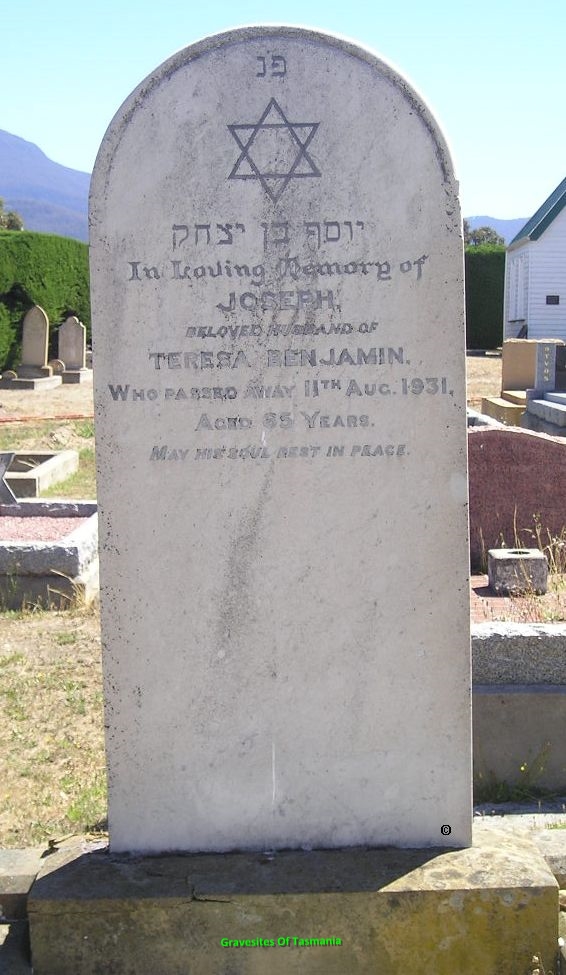 פנ
יוסף בן יצחק
In Loving Memory of
JOSEPH,
BELOVED HUSBAND OF
TERESA BENJAMIN.
WHO PASSED AWAY 11TH AUG. 1931,
AGED 65 YEARS.
MAY HIS SOUL REST IN PEACE.
©
Gravesites Of Tasmania